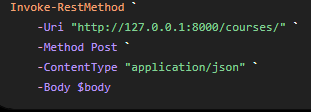 Invoke-RestMethod `
    -Uri "http://127.0.0.1:8000/courses/" `
    -Method Post `
    -ContentType "application/json" `
    -Body $body